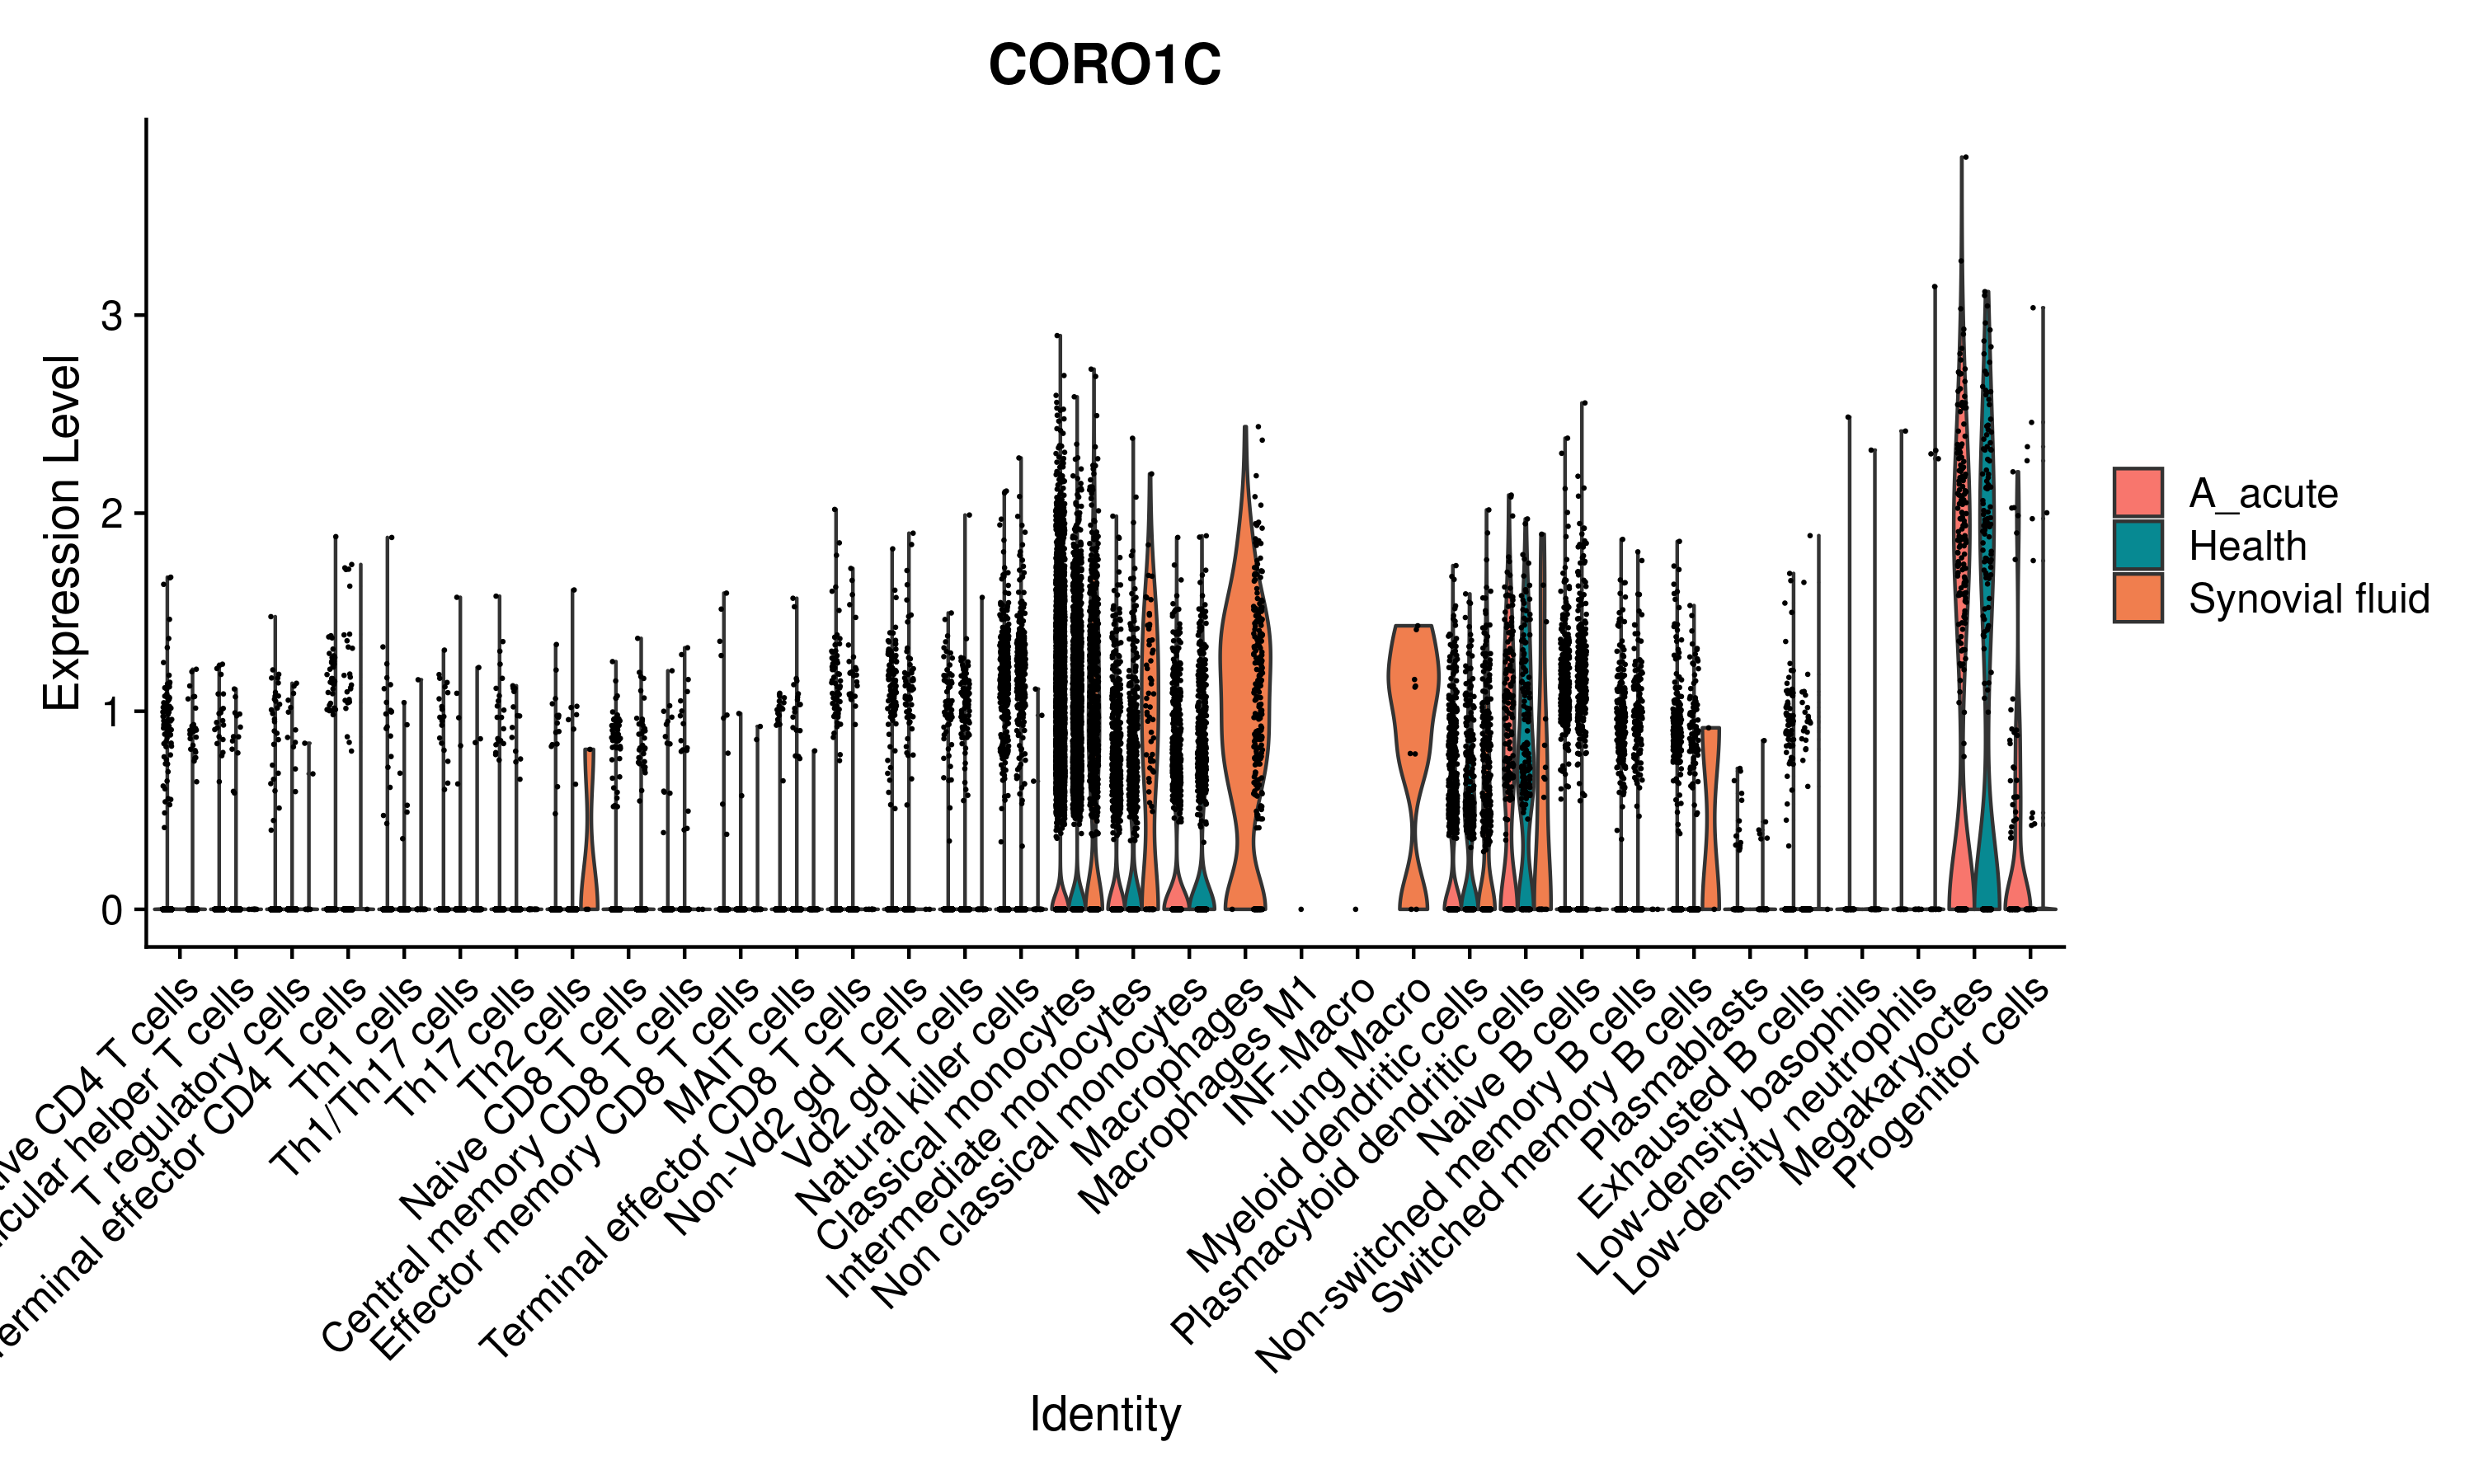 CORO1C
Expression Level
3
2
1
0
A_acute
Health
Synovial fluid
ive CD4 T cells
icular helper T cells
T regulatory cells
erminal effector CD4 T cells
Th1 cells
Th1/Th17 cells
Th17 cells
Th2 cells
Naive CD8 T cells
Central memory CD8 T cells
Effector memory CD8 T cells
MAIT cells
Terminal effector CD8 T cells
Non-Vd2 gd T cells
Vd2 gd T cells
Natural killer cells
Classical monocytes
Intermediate monocytes
Non classical monocytes
Macrophages
Macrophages M1
INF-Macro
lung Macro
Myeloid dendritic cells
Plasmacytoid dendritic cells
Naive B cells
Non-switched memory B cells
Switched memory B cells
Plasmablasts
Exhausted B cells
Low-density basophils
Low-density neutrophils
Megakaryoctes
Progenitor cells
Identity